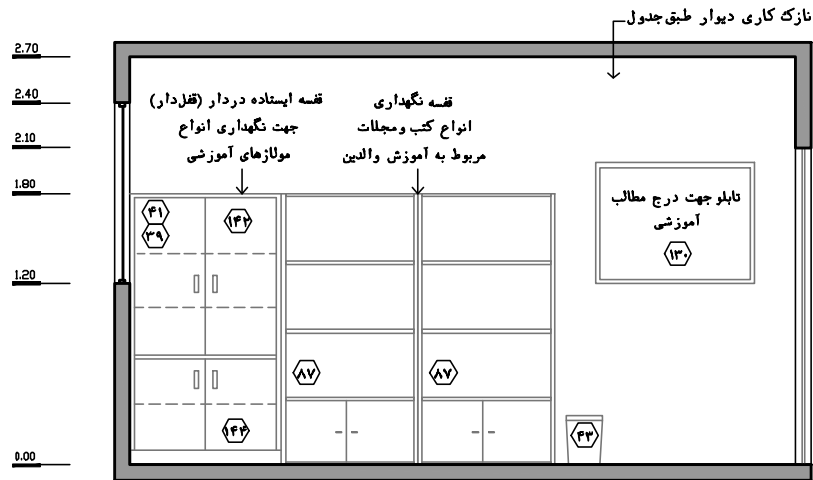 نازک کاری دیوار طبق جدول
2.70
2.40
2.10
1.80
1.20
0.00
قفسه ایستاده دردار (قفل‌دار)
جهت نگهداری انواع
مولاژهای آموزشی
قفسه نگهداری
انواع کتب ومجلات
مربوط به آموزش والدین
تابلو جهت درج مطالب
آموزشی
۱۳۰
۴۱
۳۹
۱۴۲
۸۷
۸۷
۱۴۴
۴۳